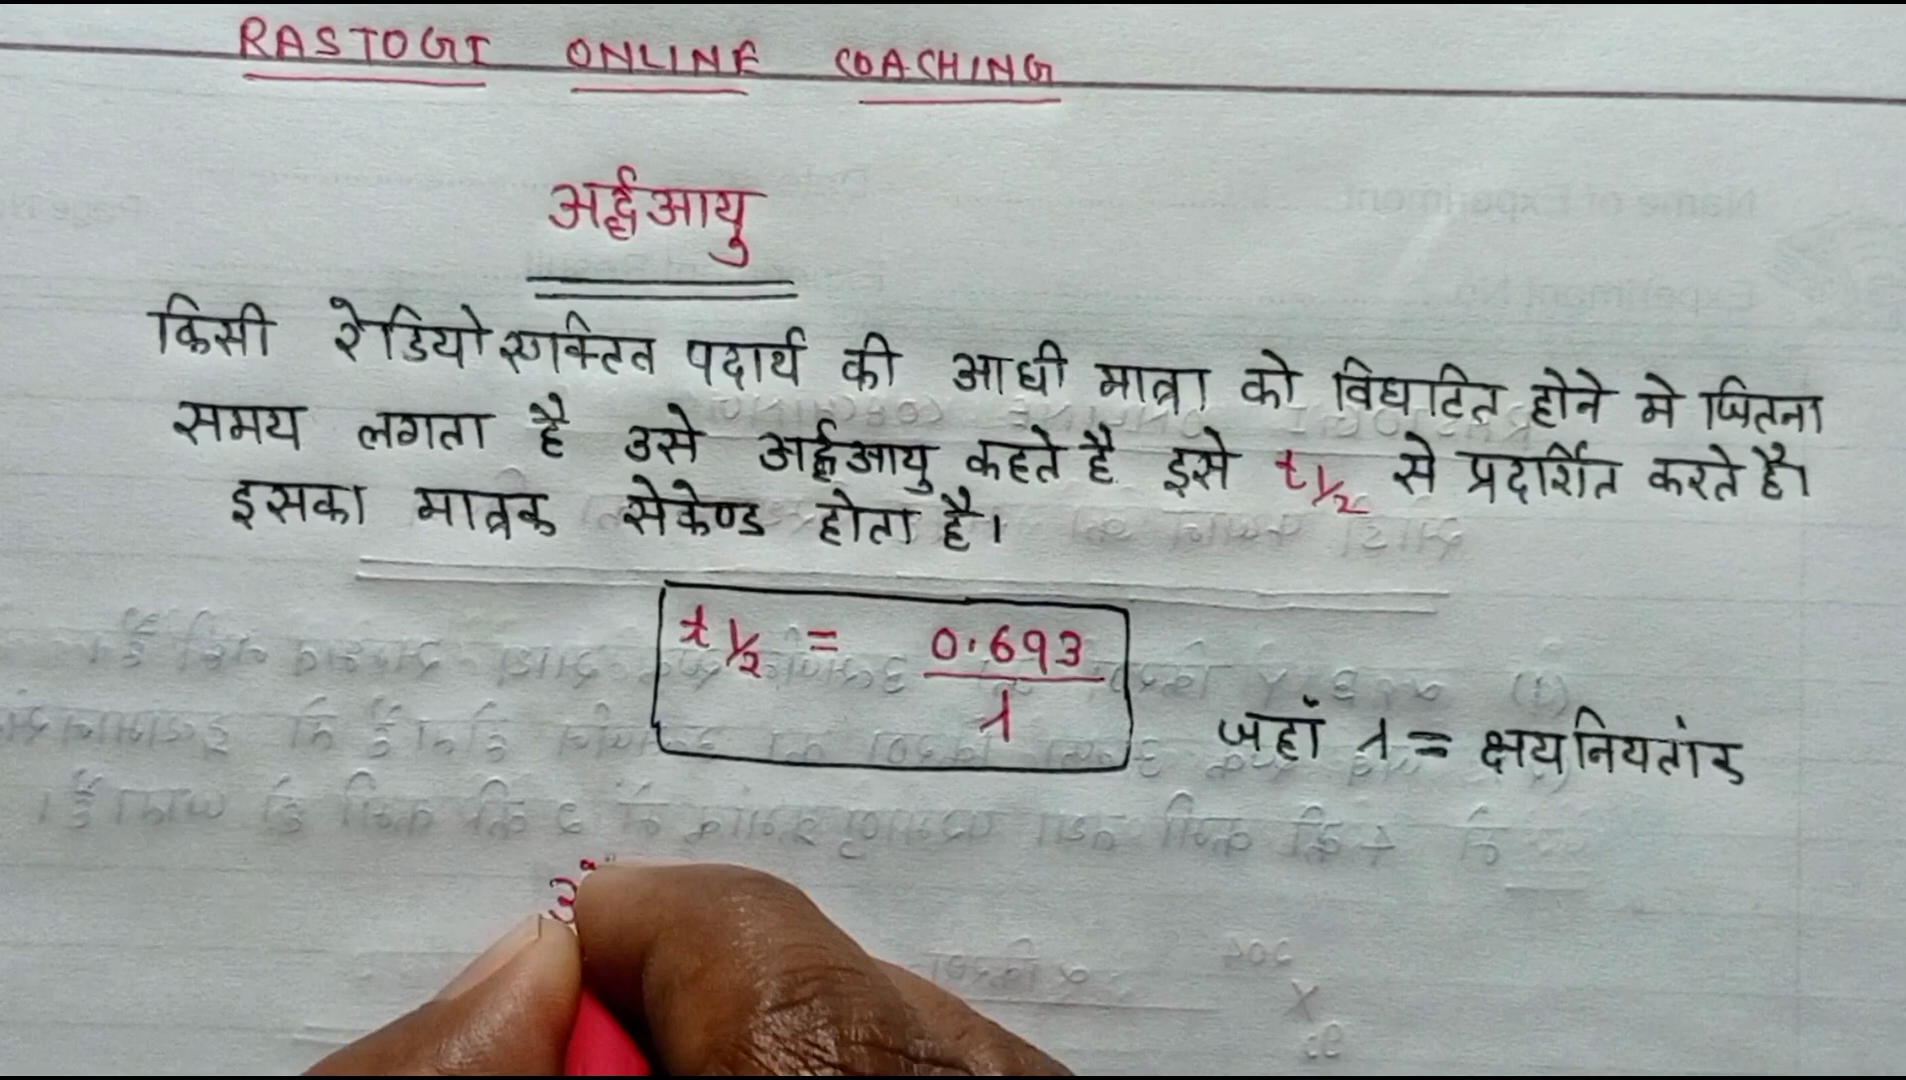 RASTOGI ONLINE COACHING
अर्द्धआयु
किसी रेडियोएक्टिव पदार्थ की आधी मात्रा को विघटित होने मे जितना
समय लगता है उसे अर्द्धआयु कहते है इसे t1/2 से प्रदर्शित करते है।
इसका मात्रक सेकेण्ड होता है।
t1/2 = 0.693/λ
जहाँ λ = क्षय नियतांक